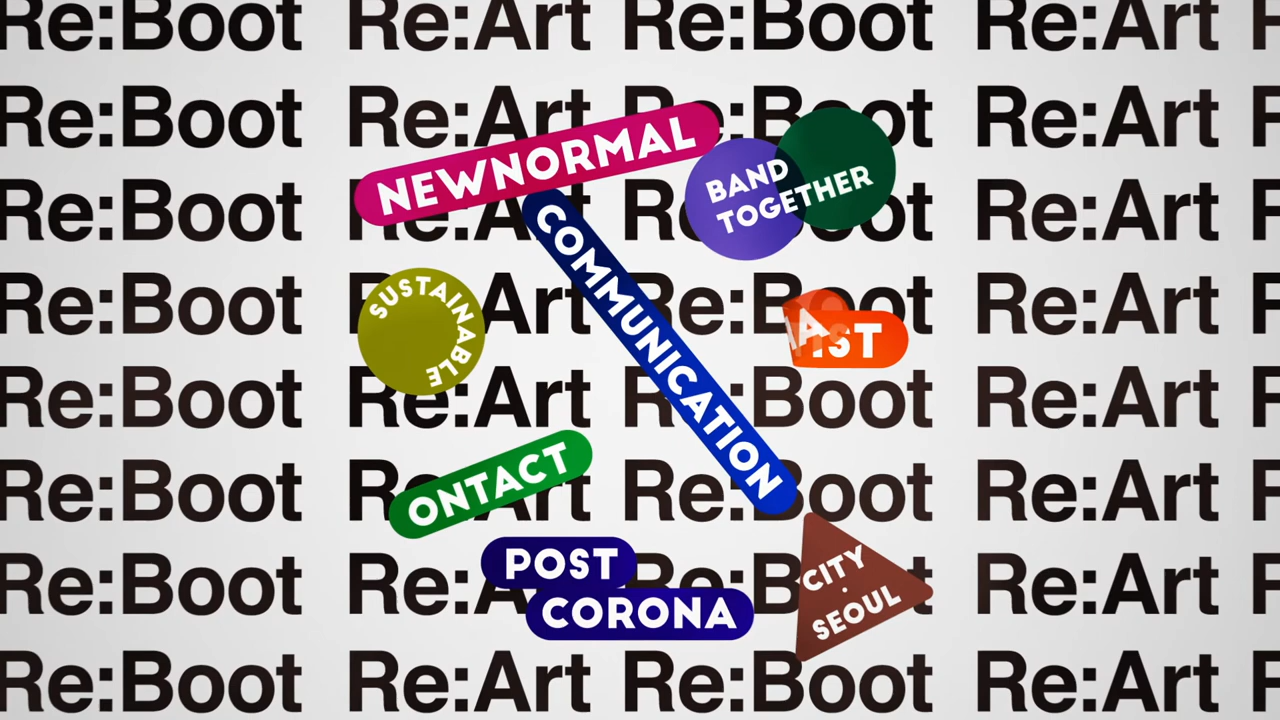 Re:Boot Re:Art Re:Boot Re:Art
Re:Boot Re:Art Re:Boot Re:Art
NEWNORMAL
BAND
TOGETHER
Re:Boot Re:Art Re:Boot Re:Art
COMMUNICATION
SUSTAINABLE
Re:Boot Re:Art Re:Boot Re:Art
Re:Boot Re:Art Re:Boot Re:Art
ONTACT
Re:Boot Re:Art Re:Boot Re:Art
POST
CORONA
CITY
·
SEOUL
Re:Boot Re:Art Re:Boot Re:Art
Re:Boot Re:Art Re:Boot Re:Art